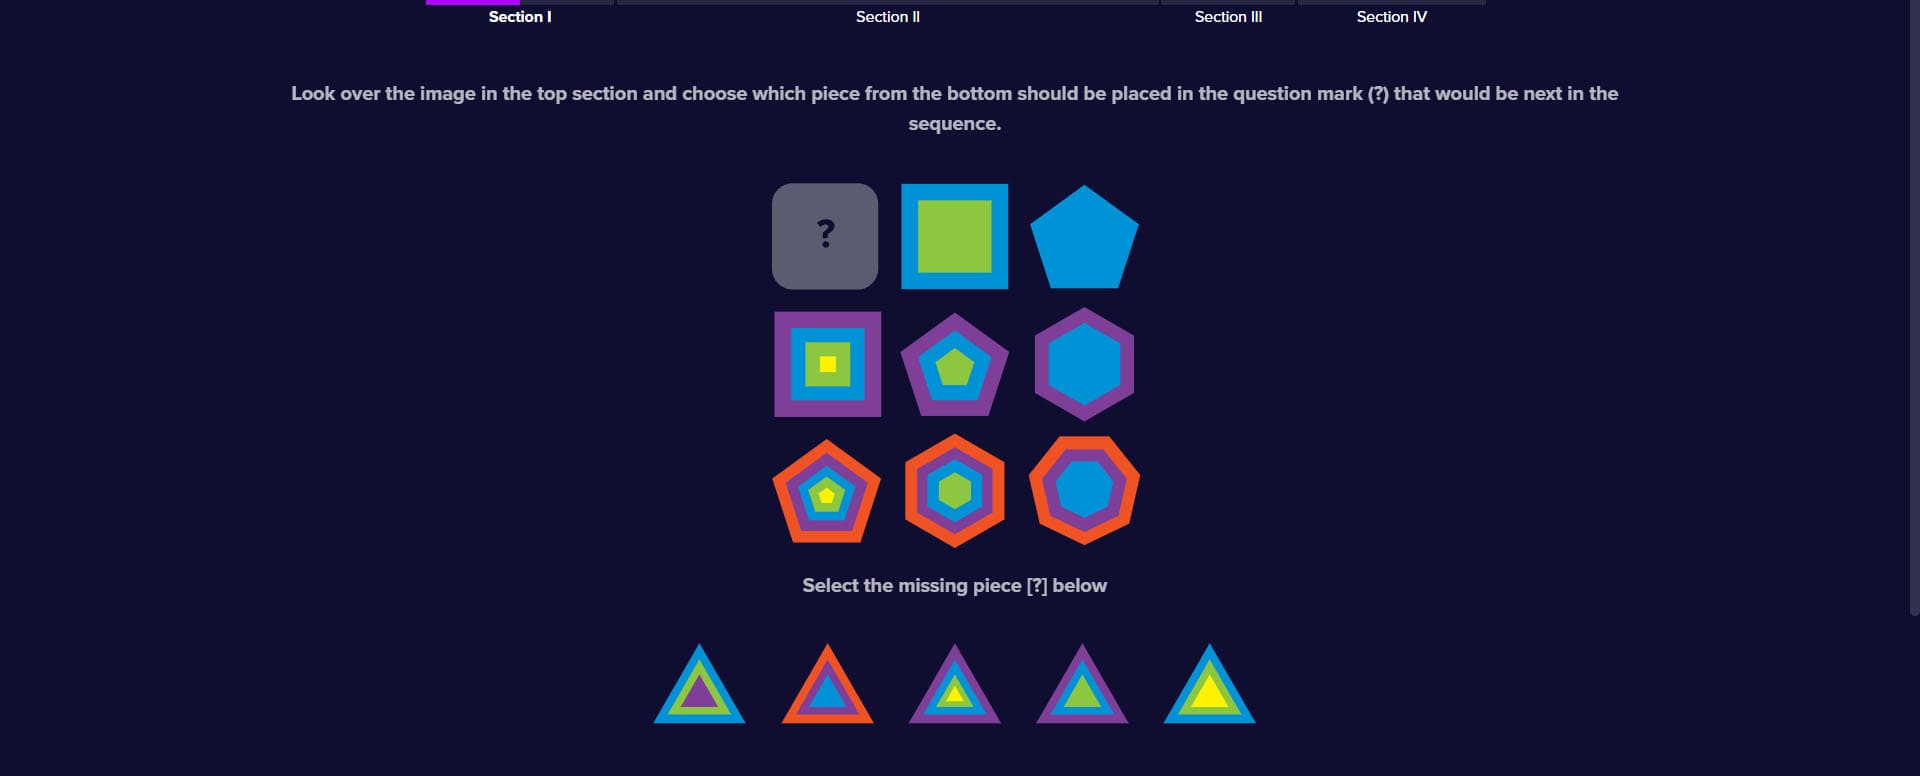 Section I
Section II
Section III
Section IV
Look over the image in the top section and choose which piece from the bottom should be placed in the question mark (?) that would be next in the
sequence.
?
Select the missing piece [?] below